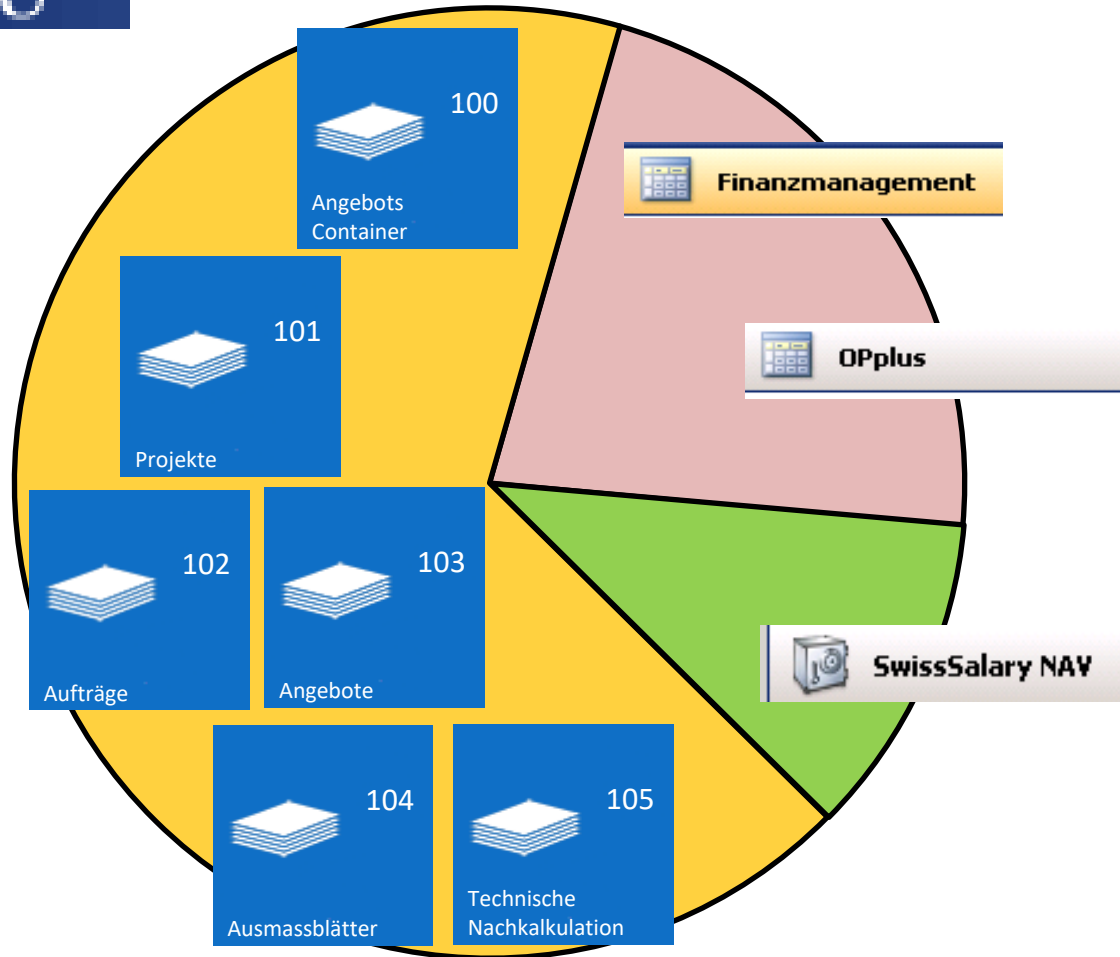 100
Angebots
Container
Finanzmanagement
101
Projekte
OPplus
102
Aufträge
103
Angebote
SwissSalary NAV
104
Ausmassblätter
105
Technische
Nachkalkulation